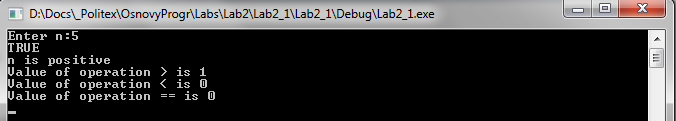 D:\Docs\_Politex\OsnovyProgr\Labs\Lab2\Lab2_1\Lab2_1\Debug\Lab2_1.exe
Enter n:5
TRUE
n is positive
Value of operation > is 1
Value of operation < is 0
Value of operation == is 0